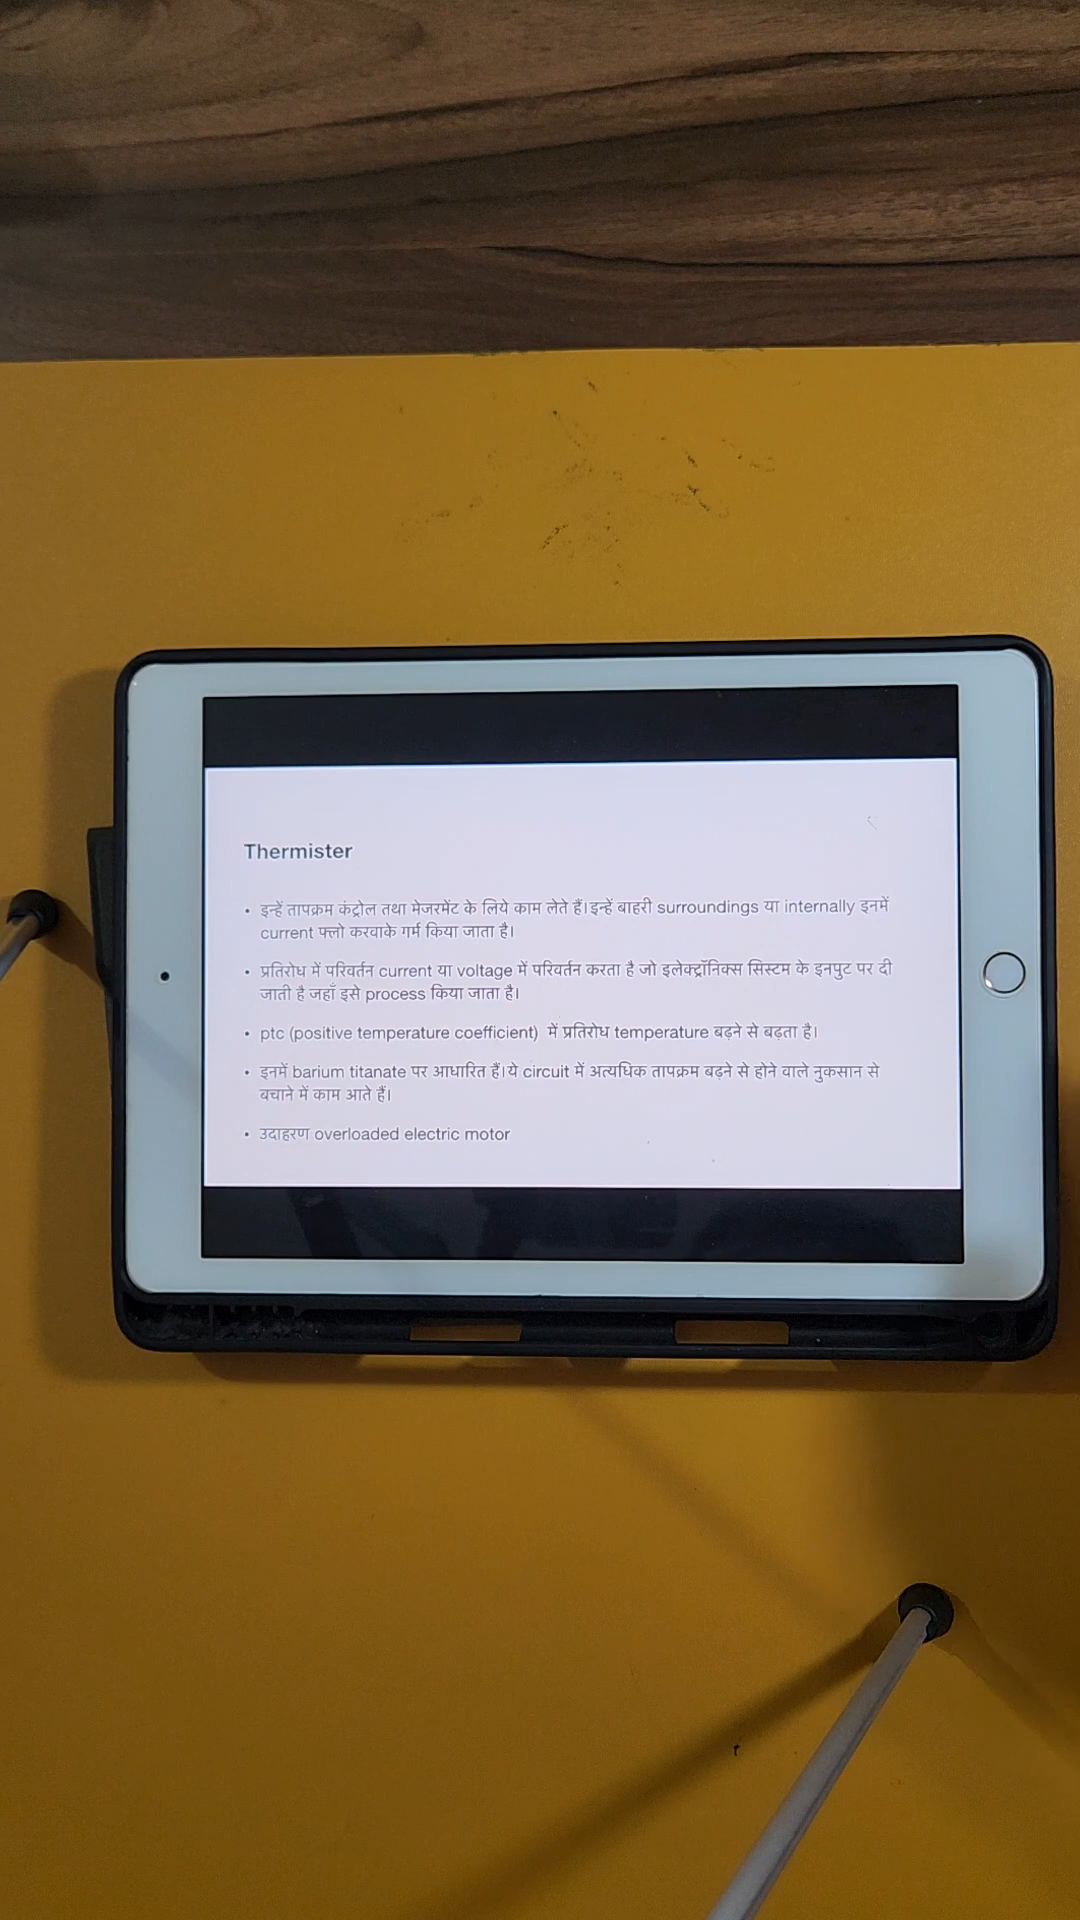 Thermister
• इन्हें तापक्रम कंट्रोल तथा मेजरमेंट के लिये काम लेते हैं। इन्हें बाहरी surroundings या internally इनमें
current फ्लो करवाके गर्म किया जाता है।
• प्रतिरोध में परिवर्तन current या voltage में परिवर्तन करता है जो इलेक्ट्रॉनिक्स सिस्टम के इनपुट पर दी
जाती है जहाँ इसे process किया जाता है।
• ptc (positive temperature coefficient) में प्रतिरोध temperature बढ़ने से बढ़ता है।
• इनमें barium titanate पर आधारित हैं। ये circuit में अत्यधिक तापक्रम बढ़ने से होने वाले नुकसान से
बचाने में काम आते हैं।
• उदाहरण overloaded electric motor